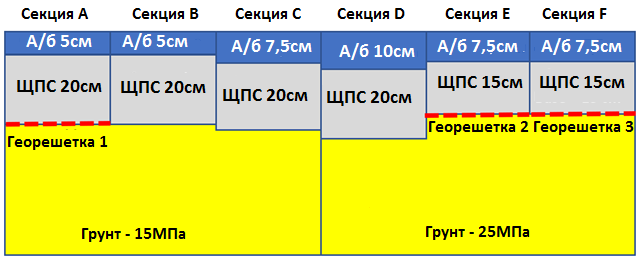 Секция A Секция B Секция C Секция D Секция E Секция F
А/б 5см А/б 5см А/б 7,5см А/б 10см А/б 7,5см А/б 7,5см
ЩПС 20см ЩПС 20см ЩПС 20см ЩПС 20см ЩПС 15см ЩПС 15см
Георешетка 1 Георешетка 2 Георешетка 3
Грунт - 15МПа Грунт - 25МПа